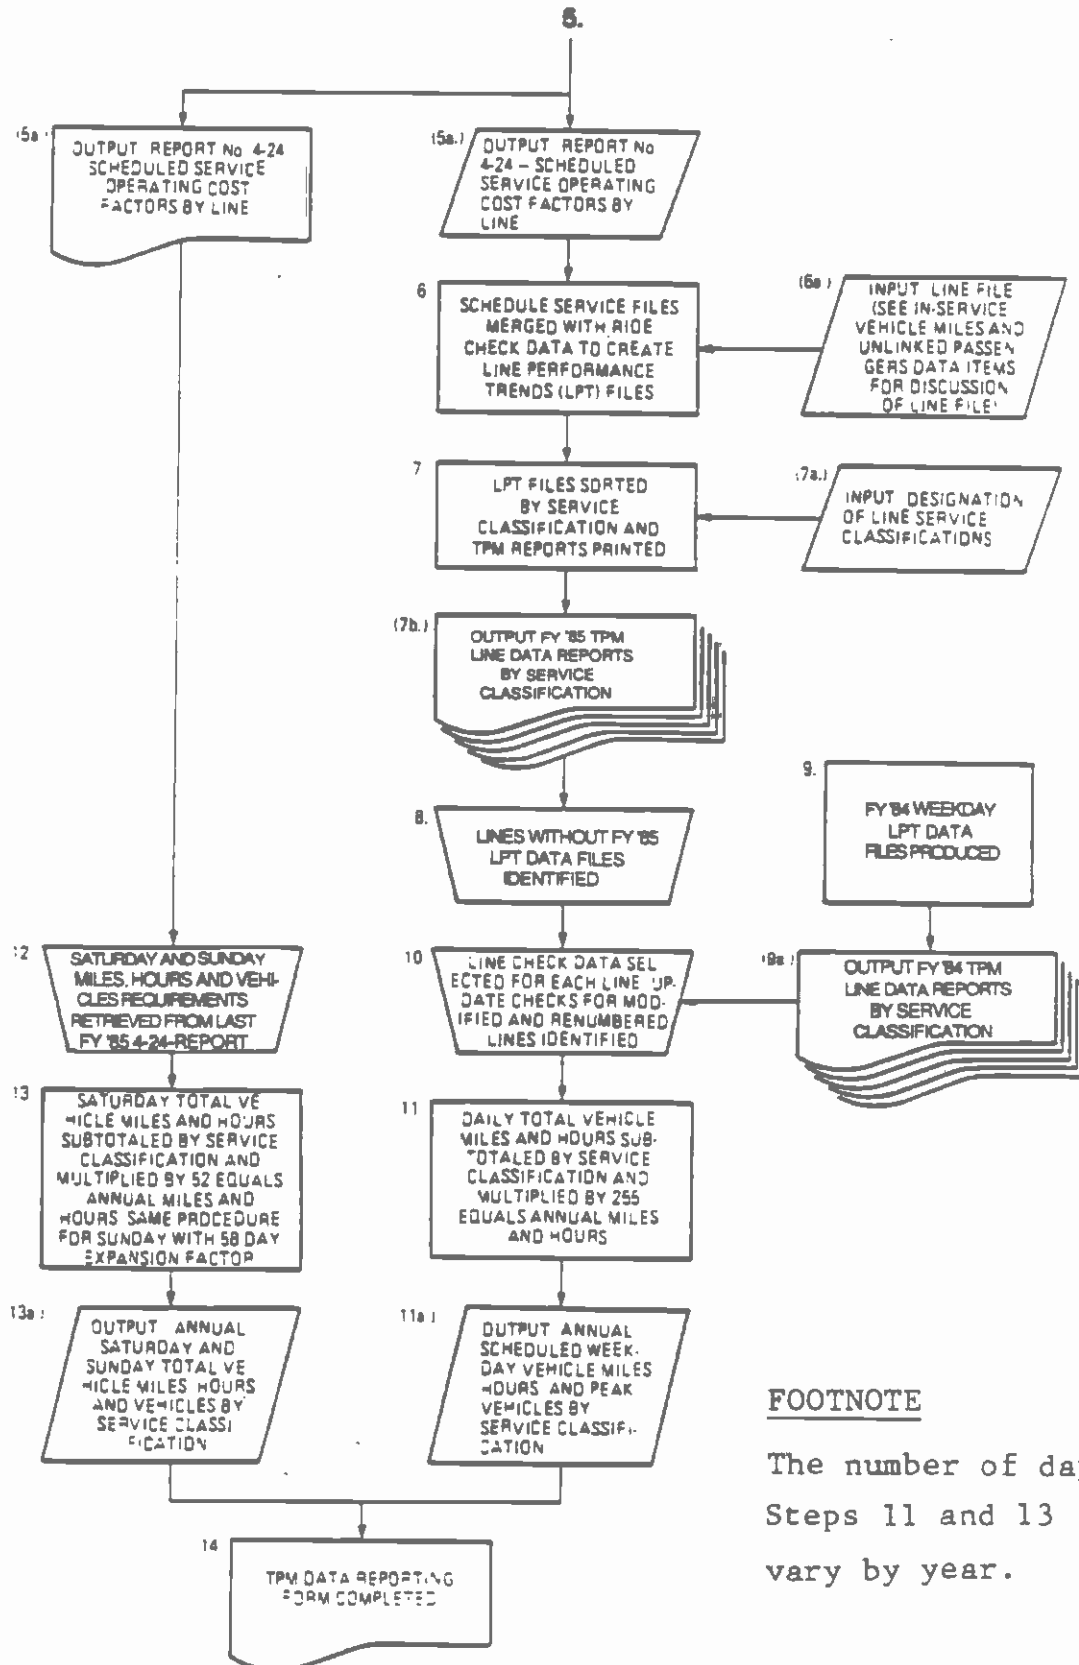 5.
(5a.)
OUTPUT REPORT No 4-24
SCHEDULED SERVICE
OPERATING COST
FACTORS BY LINE
(5a.)
OUTPUT REPORT No
4-24 – SCHEDULED
SERVICE OPERATING
COST FACTORS BY
LINE
6
SCHEDULE SERVICE FILES
MERGED WITH RIDE
CHECK DATA TO CREATE
LINE PERFORMANCE
TRENDS (LPT) FILES
(6a)
INPUT LINE FILE
(SEE IN-SERVICE
VEHICLE MILES AND
UNLINKED PASSEN
GERS DATA ITEMS
FOR DISCUSSION
OF LINE FILE)
7
LPT FILES SORTED
BY SERVICE
CLASSIFICATION AND
TPM REPORTS PRINTED
(7a.)
INPUT DESIGNATION
OF LINE SERVICE
CLASSIFICATIONS
(7b.)
OUTPUT FY '85 TPM
LINE DATA REPORTS
BY SERVICE
CLASSIFICATION
8.
LINES WITHOUT FY '85
LPT DATA FILES
IDENTIFIED
9.
FY '84 WEEKDAY
LPT DATA
FILES PRODUCED
(9a)
OUTPUT FY '84 TPM
LINE DATA REPORTS
BY SERVICE
CLASSIFICATION
10
LINE CHECK DATA SEL
ECTED FOR EACH LINE UP-
DATE CHECKS FOR MOD-
IFIED AND RENUMBERED
LINES IDENTIFIED
12
SATURDAY AND SUNDAY
MILES, HOURS AND VEHI-
CLES REQUIREMENTS
RETRIEVED FROM LAST
FY '85 4-24-REPORT
13
SATURDAY TOTAL VE
HICLE MILES AND HOURS
SUBTOTALED BY SERVICE
CLASSIFICATION AND
MULTIPLIED BY 52 EQUALS
ANNUAL MILES AND
HOURS SAME PROCEDURE
FOR SUNDAY WITH 58 DAY
EXPANSION FACTOR
11
DAILY TOTAL VEHICLE
MILES AND HOURS SUB-
TOTALED BY SERVICE
CLASSIFICATION AND
MULTIPLIED BY 255
EQUALS ANNUAL MILES
AND HOURS
13a.)
OUTPUT ANNUAL
SATURDAY AND
SUNDAY TOTAL VE
HICLE MILES HOURS
AND VEHICLES BY
SERVICE CLASSI
FICATION
11a.)
OUTPUT ANNUAL
SCHEDULED WEEK-
DAY VEHICLE MILES
HOURS AND PEAK
VEHICLES BY
SERVICE CLASSIFI-
CATION
14
TPM DATA REPORTING
FORM COMPLETED
FOOTNOTE
The number of day
Steps 11 and 13
vary by year.